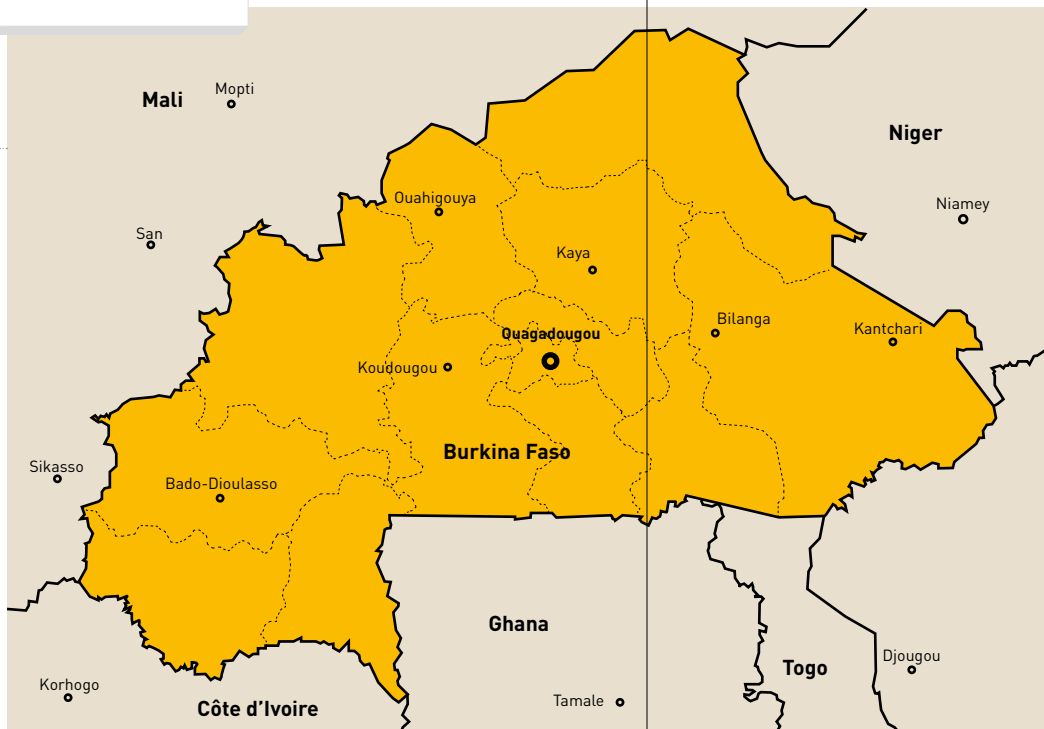 Mopti
Mali
Niger
Ouahigouya
Niamey
San
Kaya
Bilanga
Kantchari
Ouagadougou
Koudougou
Burkina Faso
Sikasso
Bado-Dioulasso
Ghana
Djougou
Togo
Korhogo
Tamale
Côte d'Ivoire